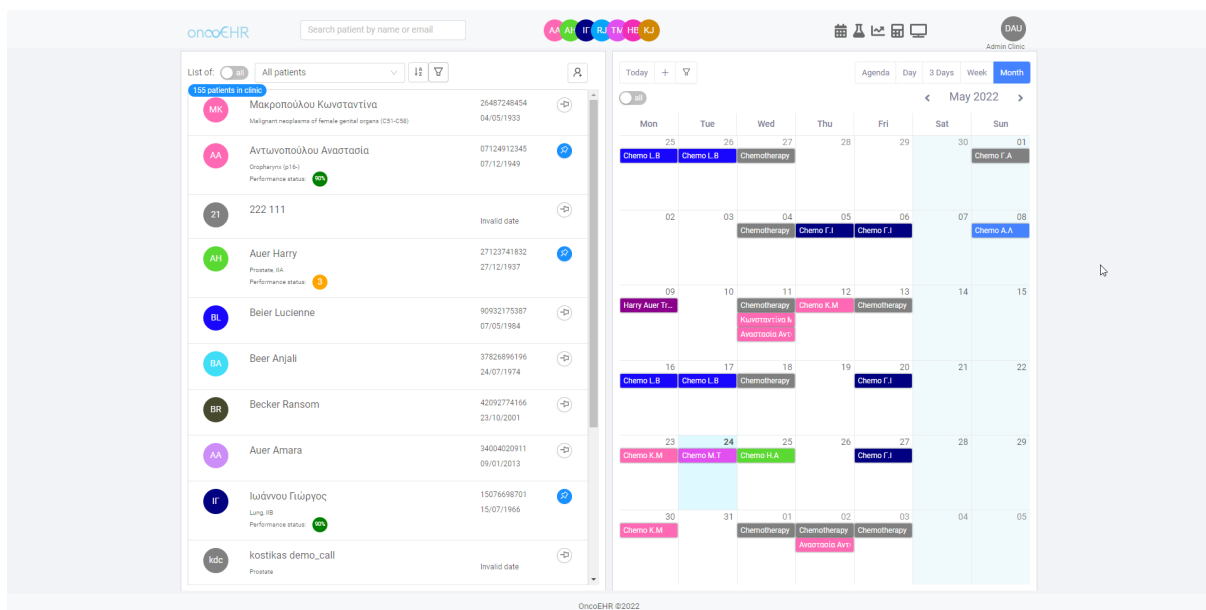 oncoEHR
Search patient by name or email
AA AH ΙΓ RJ TM HB KJ
DAU
Admin Clinic
List of: all All patients
155 patients in clinic
MK Μακροπούλου Κωνσταντίνα 26487248454
Malignant neoplasms of female genital organs (C51-C58) 04/05/1933
AA Αντωνοπούλου Αναστασία 07124912345
Oropharynx (p16-) 07/12/1949
Performance status: 90%
21 222 111
Invalid date
AH Auer Harry 27123741832
Prostate, IIA 27/12/1937
Performance status: 3
BL Beier Lucienne 90932175387
07/05/1984
BA Beer Anjali 37826896196
24/07/1974
BR Becker Ransom 42092774166
23/10/2001
AA Auer Amara 34004020911
09/01/2013
ΙΓ Ιωάννου Γιώργος 15076698701
Lung, IIB 15/07/1966
Performance status: 90%
kdc kostikas demo_call
Prostate Invalid date
Today + Agenda Day 3 Days Week Month
all < May 2022 >
Mon Tue Wed Thu Fri Sat Sun
25 26 27 28 29 30 01
Chemo L.B Chemo L.B Chemotherapy Chemo Γ.Α
02 03 04 05 06 07 08
Chemotherapy Chemo Γ.Ι Chemo Γ.Ι Chemo Α.Λ
09 10 11 12 13 14 15
Harry Auer Tr... Chemotherapy Chemo K.M Chemotherapy
Κωνσταντίνα Μ
Αναστασία Αντ
16 17 18 19 20 21 22
Chemo L.B Chemo L.B Chemotherapy Chemo Γ.Ι
23 24 25 26 27 28 29
Chemo K.M Chemo M.T Chemo H.A Chemo Γ.Ι
30 31 01 02 03 04 05
Chemo K.M Chemotherapy Chemotherapy Chemotherapy
Αναστασία Αντ
OncoEHR ©2022